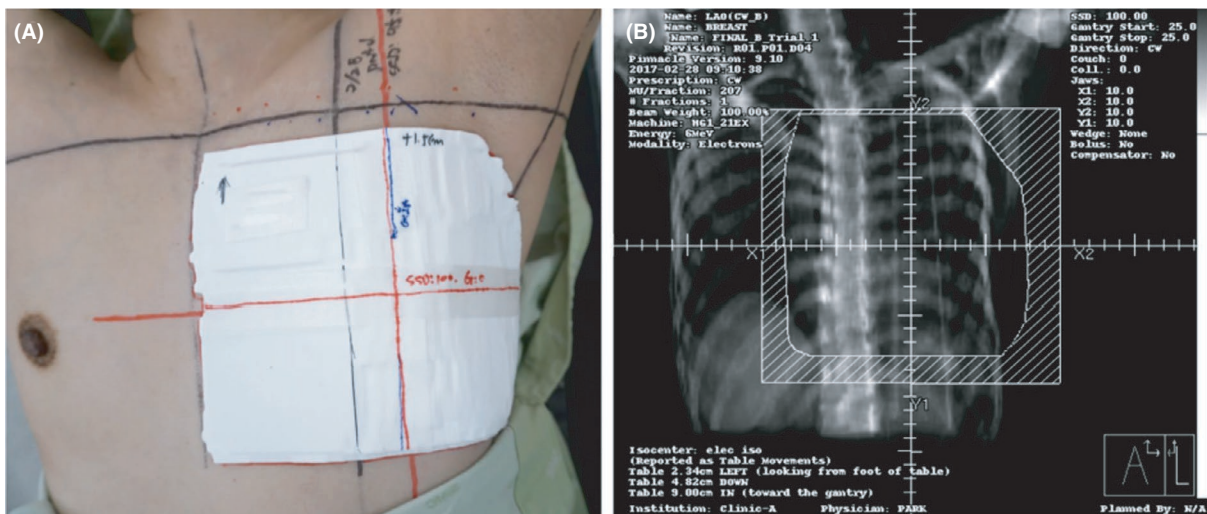 (A)
+1.5cm
SSD:100. G:0
(B)
Name: LAO(CW_B)
Name: BREAST
Name: FINAL_B_Trial_1
Revision: R01.P01.D04
Pinnacle Version: 9.10
2017-02-28 09:10:38
Prescription: CW
MU/Fraction: 207
# Fractions: 1
Beam Weight: 100.00%
Machine: HG1_21EX
Energy: 6MeV
Modality: Electrons
SSD: 100.00
Gantry Start: 25.0
Gantry Stop: 25.0
Direction: CW
Couch: 0
Coll.: 0.0
Jaws:
X1: 10.0
X2: 10.0
Y1: 10.0
Y2: 10.0
Wedge: None
Bolus: No
Compensator: No
Y2
X1
X2
Y1
Isocenter: elec iso
(Reported as Table Movements)
Table 2.34cm LEFT (looking from foot of table)
Table 4.82cm DOWN
Table 9.00cm IN (toward the gantry)
Institution: Clinic-A
Physician: PARK
Planned By: N/A
A
L